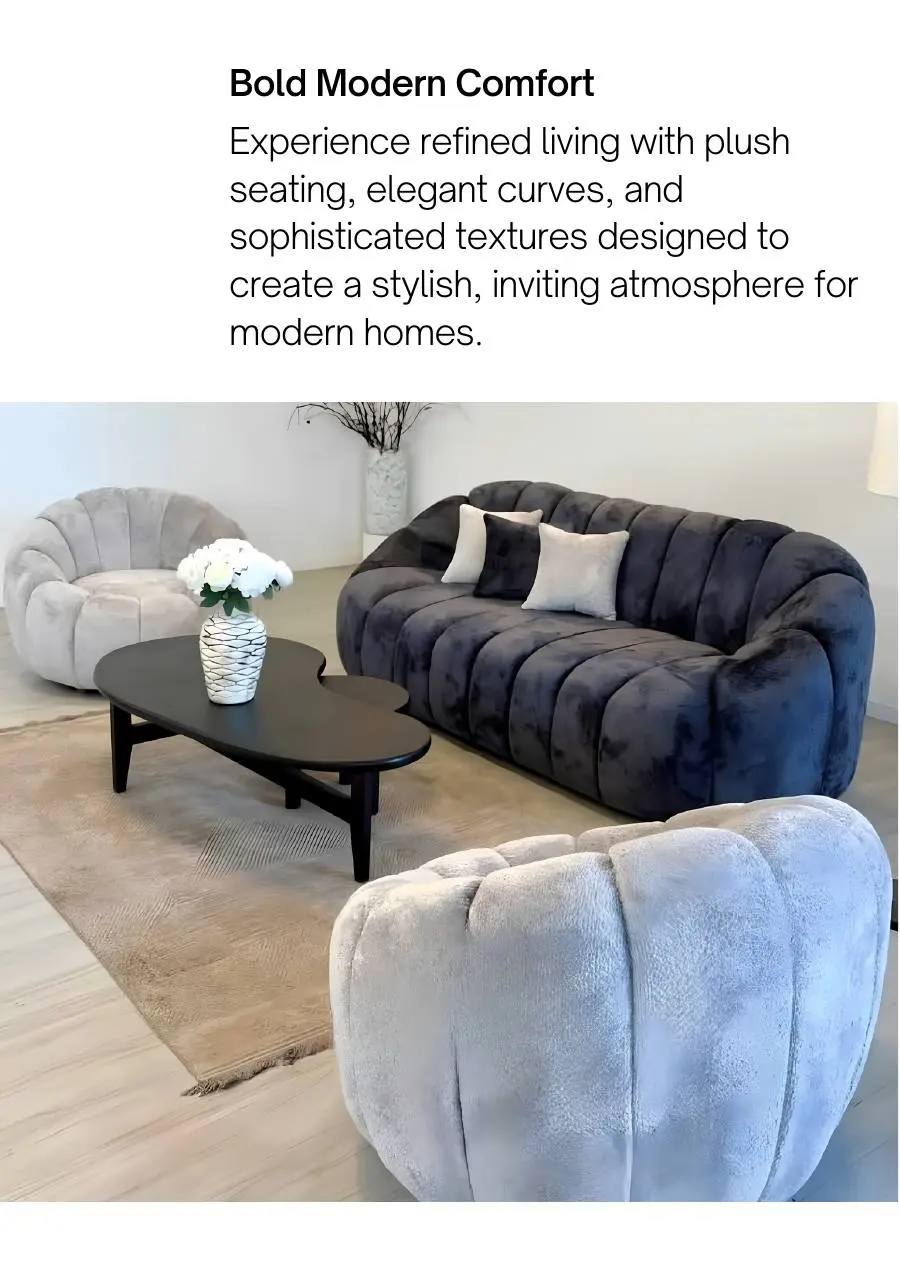 Bold Modern Comfort
Experience refined living with plush
seating, elegant curves, and
sophisticated textures designed to
create a stylish, inviting atmosphere for
modern homes.